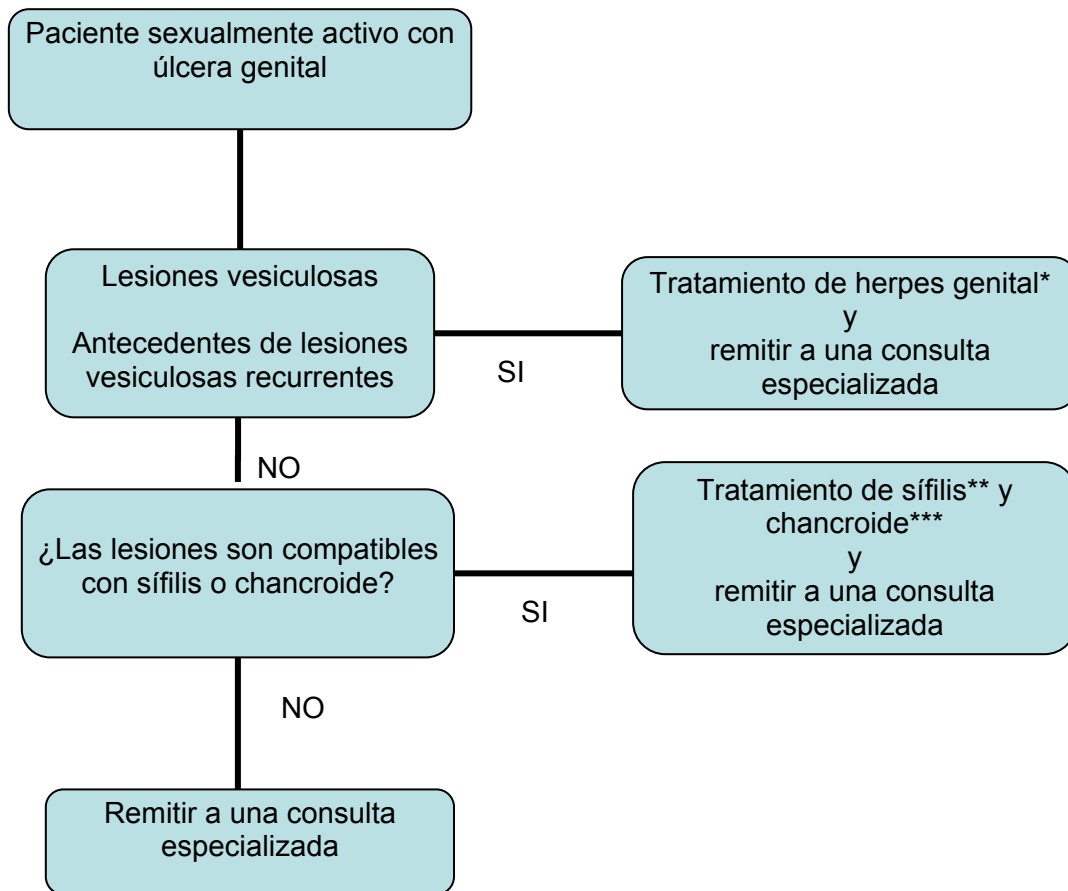 Paciente sexualmente activo con
úlcera genital
Lesiones vesiculosas
Antecedentes de lesiones
vesiculosas recurrentes
SI
Tratamiento de herpes genital*
y
remitir a una consulta
especializada
NO
¿Las lesiones son compatibles
con sífilis o chancroide?
SI
Tratamiento de sífilis** y
chancroide***
y
remitir a una consulta
especializada
NO
Remitir a una consulta
especializada